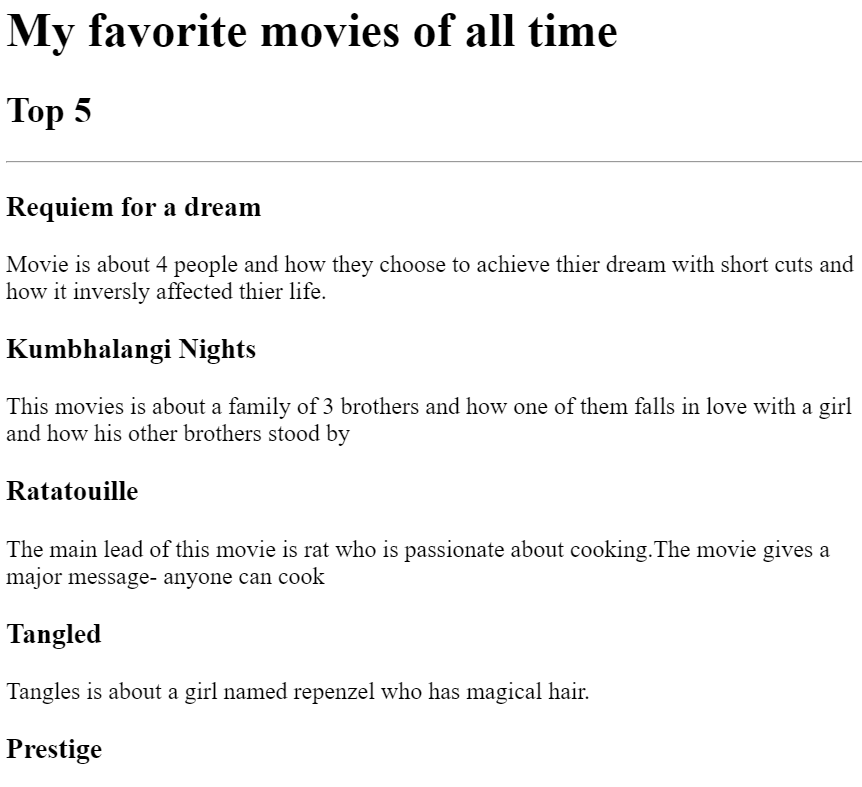 My favorite movies of all time
Top 5
Requiem for a dream
Movie is about 4 people and how they choose to achieve thier dream with short cuts and
how it inversly affected thier life.
Kumbhalangi Nights
This movies is about a family of 3 brothers and how one of them falls in love with a girl
and how his other brothers stood by
Ratatouille
The main lead of this movie is rat who is passionate about cooking.The movie gives a
major message- anyone can cook
Tangled
Tangles is about a girl named repenzel who has magical hair.
Prestige